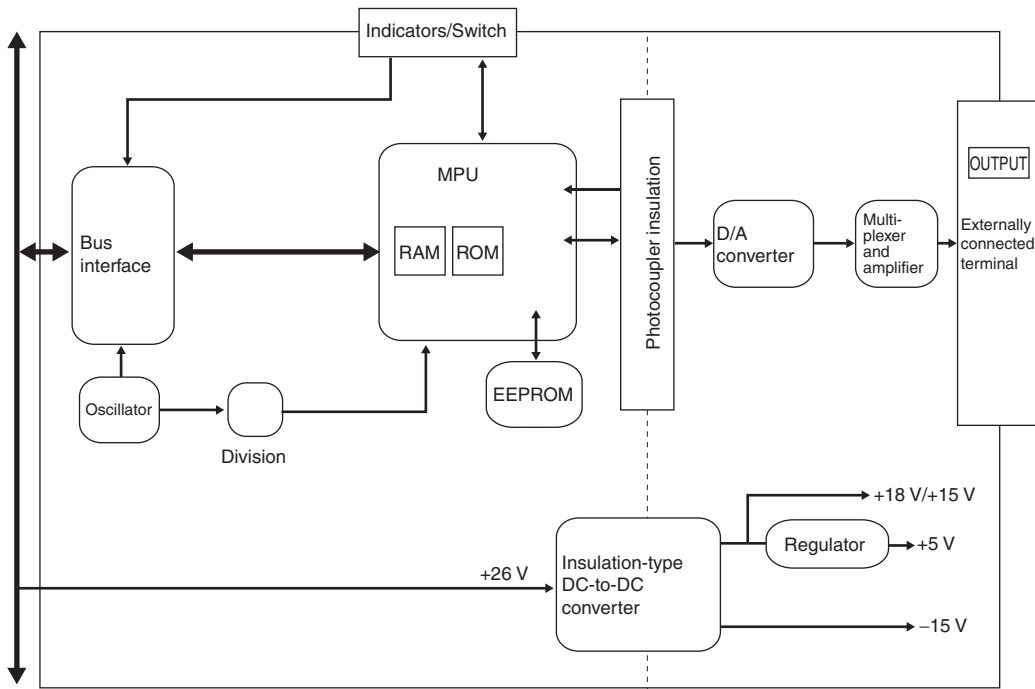 Indicators/Switch
Bus
interface
MPU
RAM
ROM
Photocoupler insulation
D/A
converter
Multi-
plexer
and
amplifier
OUTPUT
Externally
connected
terminal
Oscillator
Division
EEPROM
+26 V
Insulation-type
DC-to-DC
converter
+18 V/+15 V
Regulator
+5 V
−15 V